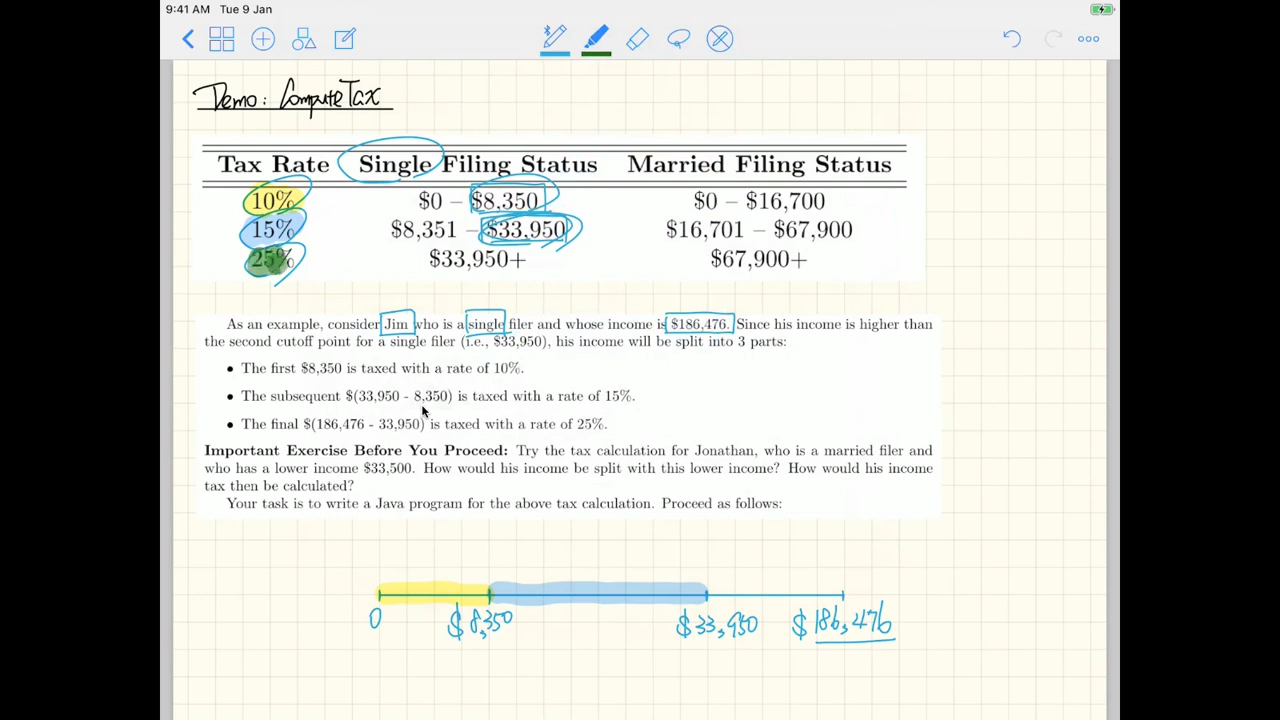 9:41 AM Tue 9 Jan
Demo: ComputeTax
Tax Rate Single Filing Status Married Filing Status
10% $0 – $8,350 $0 – $16,700
15% $8,351 – $33,950 $16,701 – $67,900
25% $33,950+ $67,900+
As an example, consider Jim who is a single filer and whose income is $186,476. Since his income is higher than
the second cutoff point for a single filer (i.e., $33,950), his income will be split into 3 parts:
• The first $8,350 is taxed with a rate of 10%.
• The subsequent $(33,950 - 8,350) is taxed with a rate of 15%.
• The final $(186,476 - 33,950) is taxed with a rate of 25%.
Important Exercise Before You Proceed: Try the tax calculation for Jonathan, who is a married filer and
who has a lower income $33,500. How would his income be split with this lower income? How would his income
tax then be calculated?
Your task is to write a Java program for the above tax calculation. Proceed as follows:
0 $8,350 $33,950 $186,476